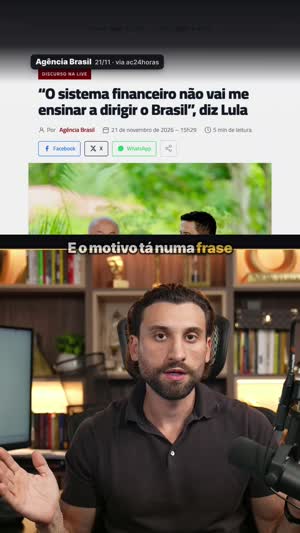 Agência Brasil 21/11 · via ac24horas
DISCURSO NA LIVE
“O sistema financeiro não vai me
ensinar a dirigir o Brasil”, diz Lula
Por Agência Brasil 21 de novembro de 2026 – 15h29 5 min de leitura
Facebook X WhatsApp
E o motivo tá numa frase